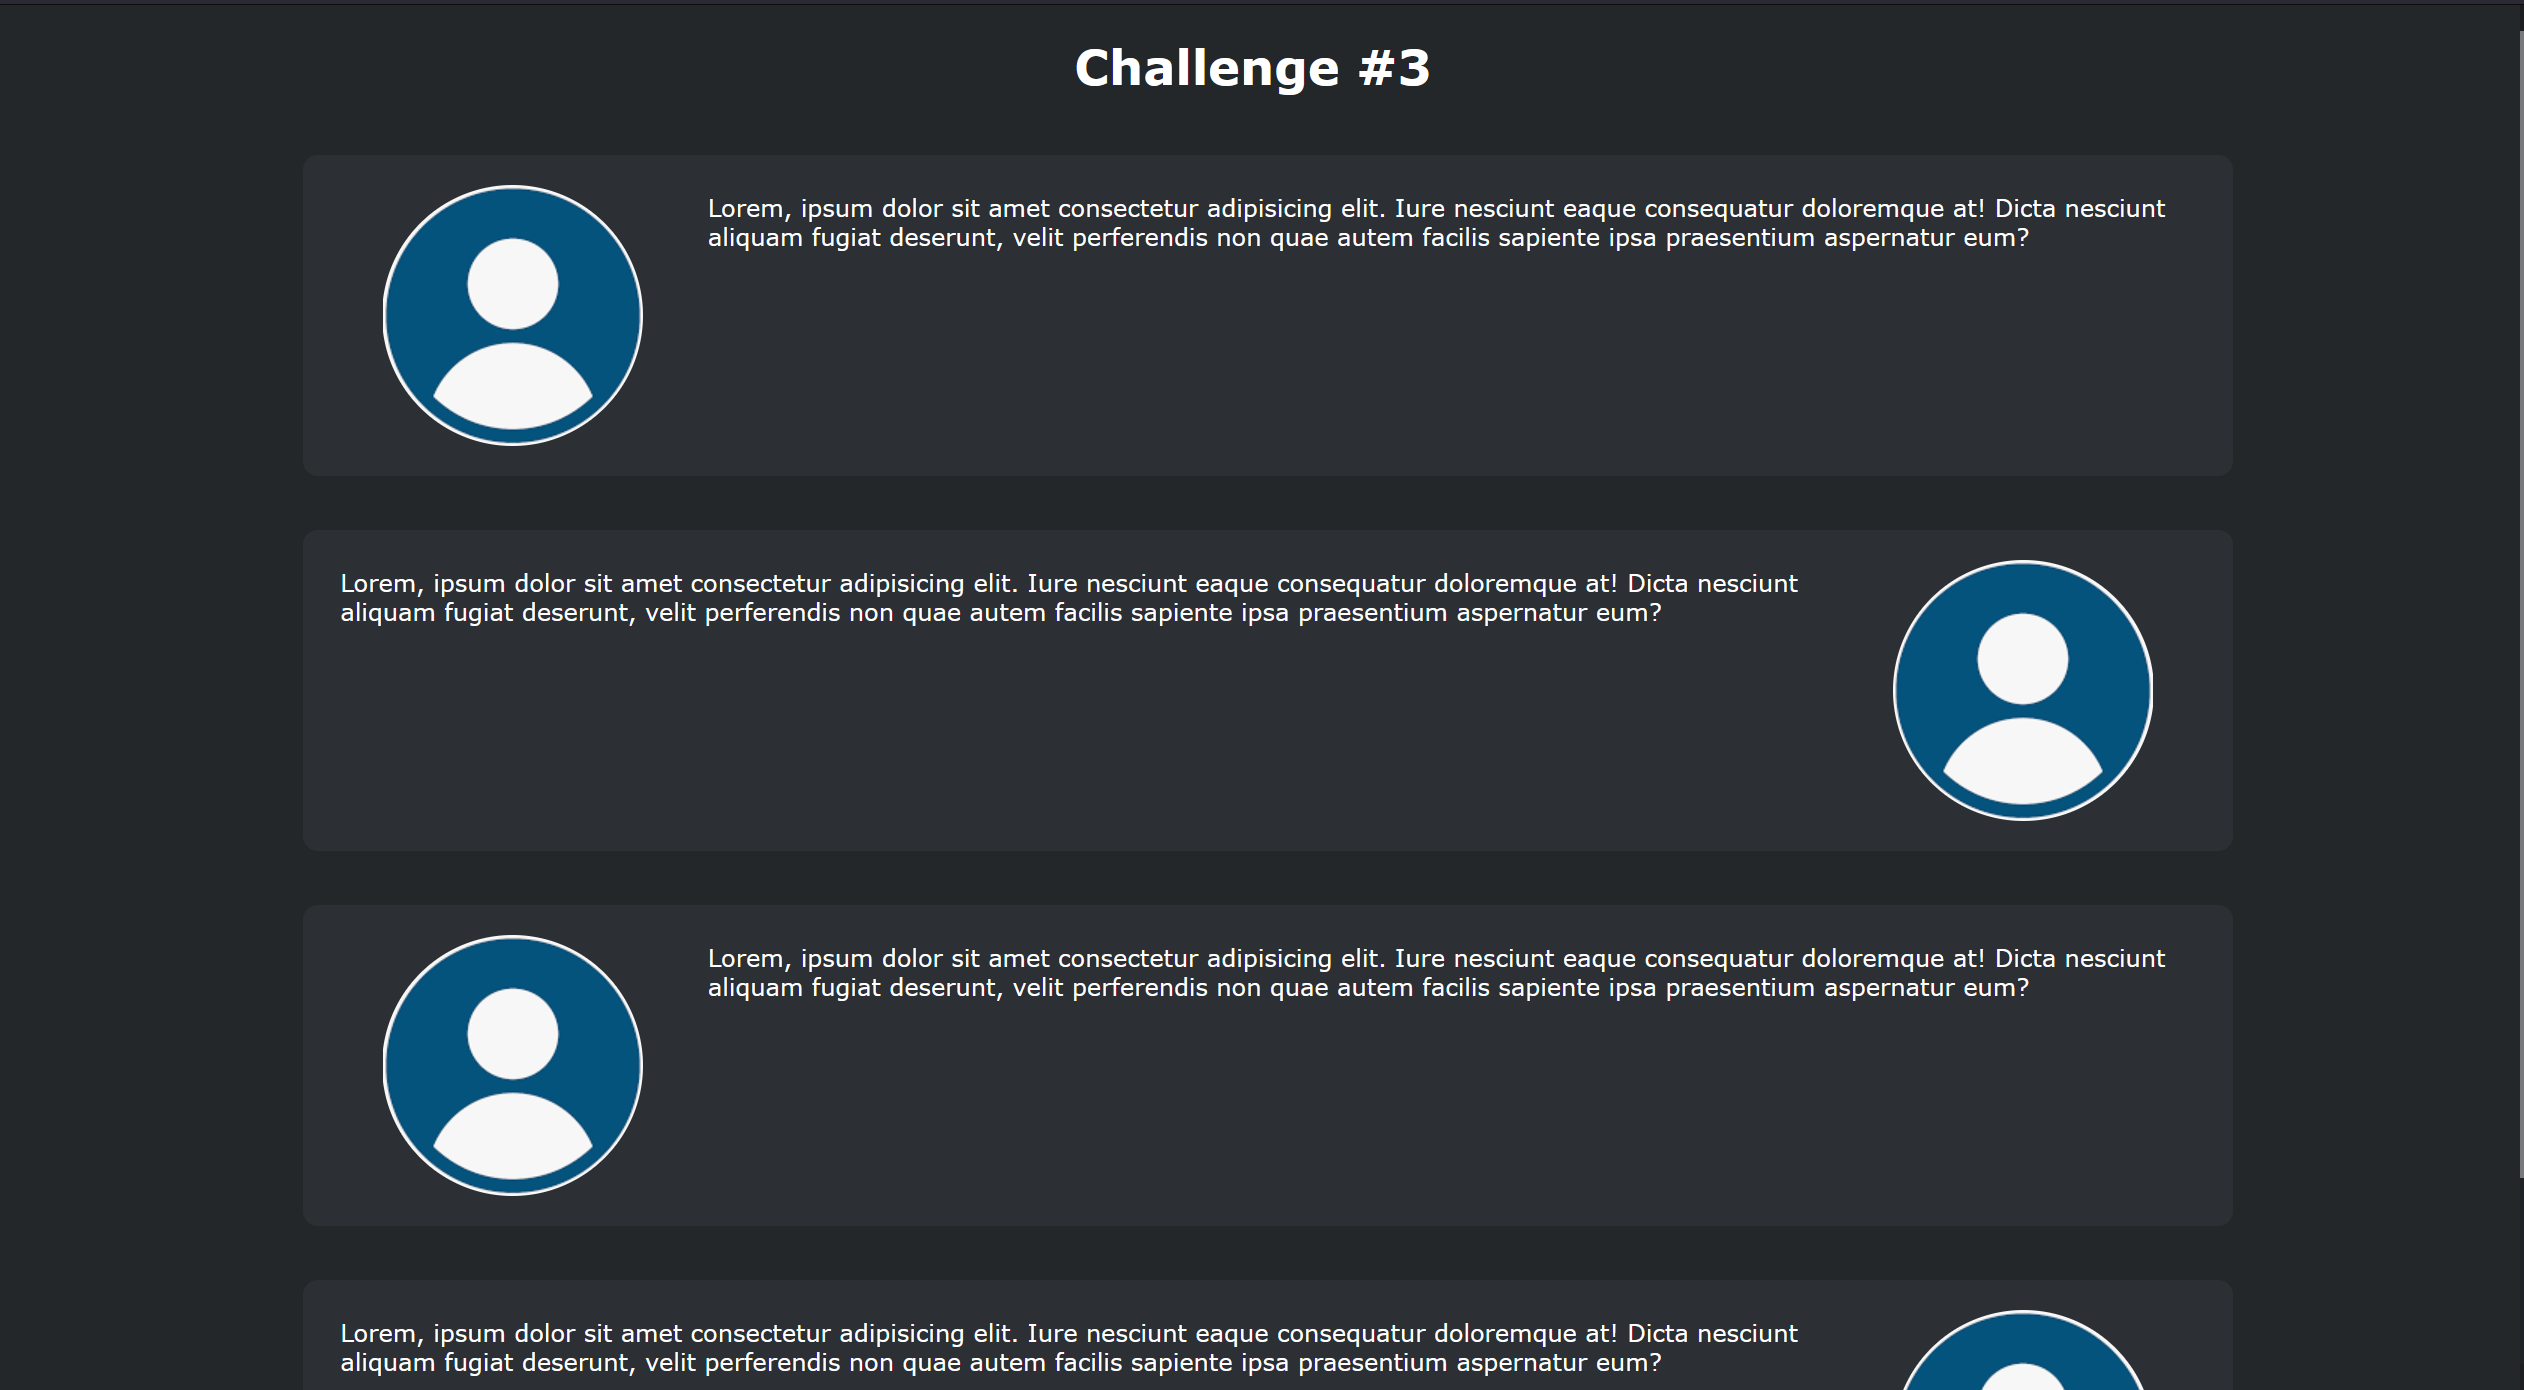 Challenge #3
Lorem, ipsum dolor sit amet consectetur adipisicing elit. Iure nesciunt eaque consequatur doloremque at! Dicta nesciunt
aliquam fugiat deserunt, velit perferendis non quae autem facilis sapiente ipsa praesentium aspernatur eum?
Lorem, ipsum dolor sit amet consectetur adipisicing elit. Iure nesciunt eaque consequatur doloremque at! Dicta nesciunt
aliquam fugiat deserunt, velit perferendis non quae autem facilis sapiente ipsa praesentium aspernatur eum?
Lorem, ipsum dolor sit amet consectetur adipisicing elit. Iure nesciunt eaque consequatur doloremque at! Dicta nesciunt
aliquam fugiat deserunt, velit perferendis non quae autem facilis sapiente ipsa praesentium aspernatur eum?
Lorem, ipsum dolor sit amet consectetur adipisicing elit. Iure nesciunt eaque consequatur doloremque at! Dicta nesciunt
aliquam fugiat deserunt, velit perferendis non quae autem facilis sapiente ipsa praesentium aspernatur eum?